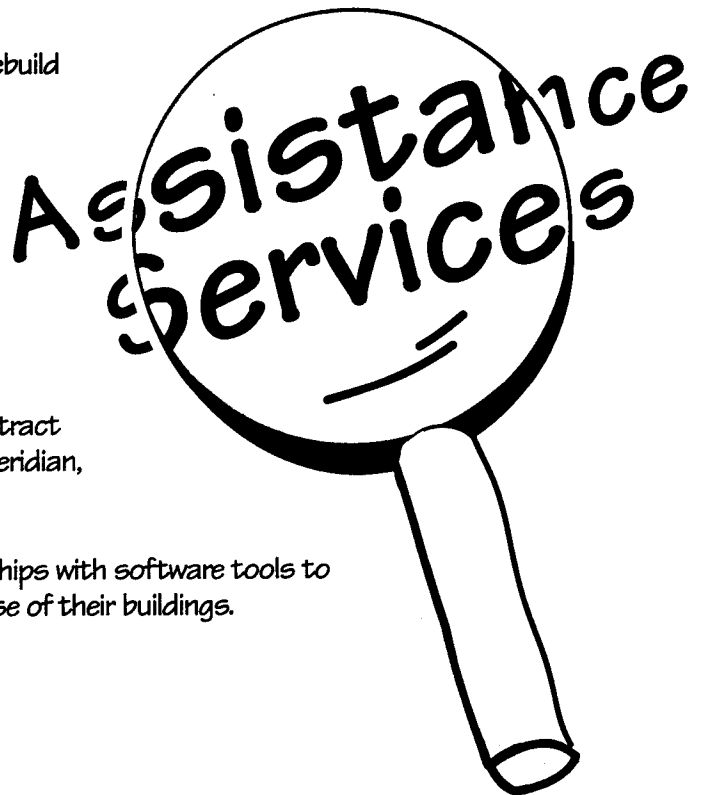 ebuild
Assistance
Services
tract
eridian,
hips with software tools to
se of their buildings.